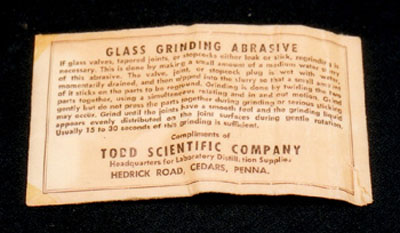 GLASS GRINDING ABRASIVE
If glass valves, tapered joints, or stopcocks either leak or stick, regrinding is
necessary. This is done by making a small amount of a medium water slurry
of this abrasive. The valve, joint, or stopcock plug is wet with water,
momentarily drained, and then dipped into the slurry so that a small amount
of it sticks on the parts to be reground. Grinding is done by twirling the two
parts together, using a simultaneous rotating and in and out motion. Grind
gently but do not press the parts together during grinding or serious sticking
may occur. Grind until the joints have a smooth feel and the grinding liquid
appears evenly distributed on the joint surfaces during gentle rotation.
Usually 15 to 30 seconds of this grinding is sufficient.
Compliments of
TODD SCIENTIFIC COMPANY
Headquarters for Laboratory Distillation Supplies
HEDRICK ROAD, CEDARS, PENNA.